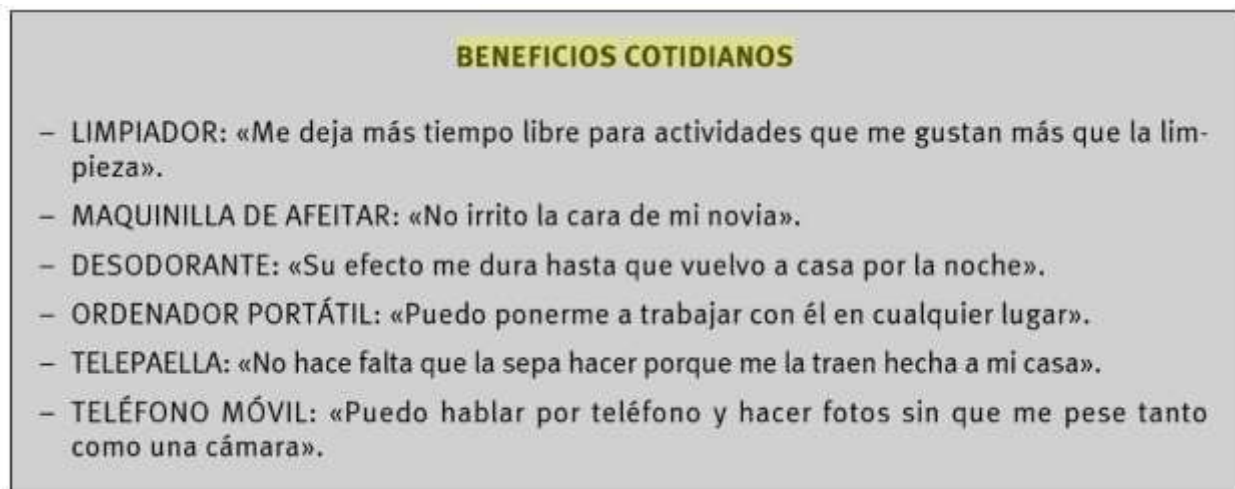 BENEFICIOS COTIDIANOS
– LIMPIADOR: «Me deja más tiempo libre para actividades que me gustan más que la lim-
pieza».
– MAQUINILLA DE AFEITAR: «No irrito la cara de mi novia».
– DESODORANTE: «Su efecto me dura hasta que vuelvo a casa por la noche».
– ORDENADOR PORTÁTIL: «Puedo ponerme a trabajar con él en cualquier lugar».
– TELEPAELLA: «No hace falta que la sepa hacer porque me la traen hecha a mi casa».
– TELÉFONO MÓVIL: «Puedo hablar por teléfono y hacer fotos sin que me pese tanto
como una cámara».